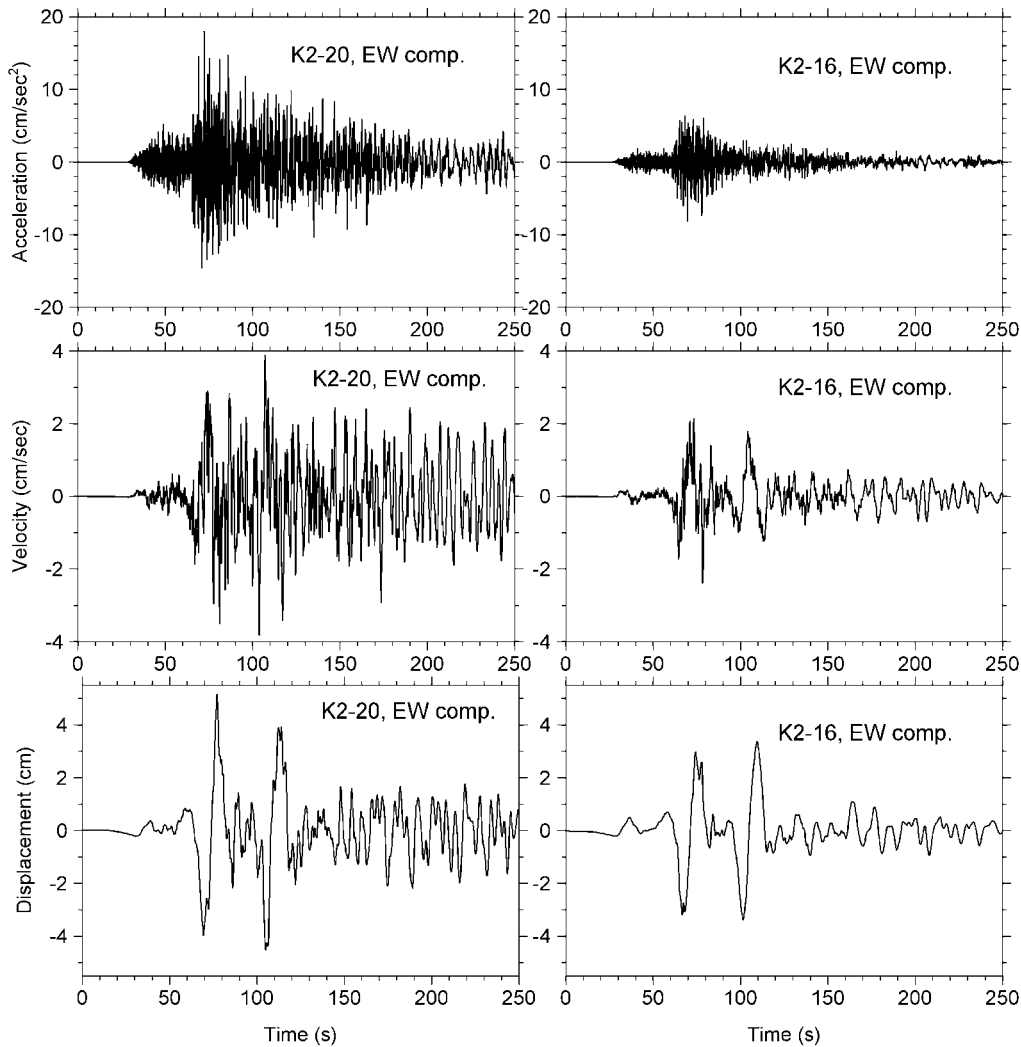 20
10
0
-10
-20
Acceleration (cm/sec²)
K2-20, EW comp.
0 50 100 150 200 250
20
10
0
-10
-20
K2-16, EW comp.
0 50 100 150 200 250
4
2
0
-2
-4
Velocity (cm/sec)
K2-20, EW comp.
0 50 100 150 200 250
4
2
0
-2
-4
K2-16, EW comp.
0 50 100 150 200 250
4
2
0
-2
-4
Displacement (cm)
K2-20, EW comp.
0 50 100 150 200 250
Time (s)
4
2
0
-2
-4
K2-16, EW comp.
0 50 100 150 200 250
Time (s)